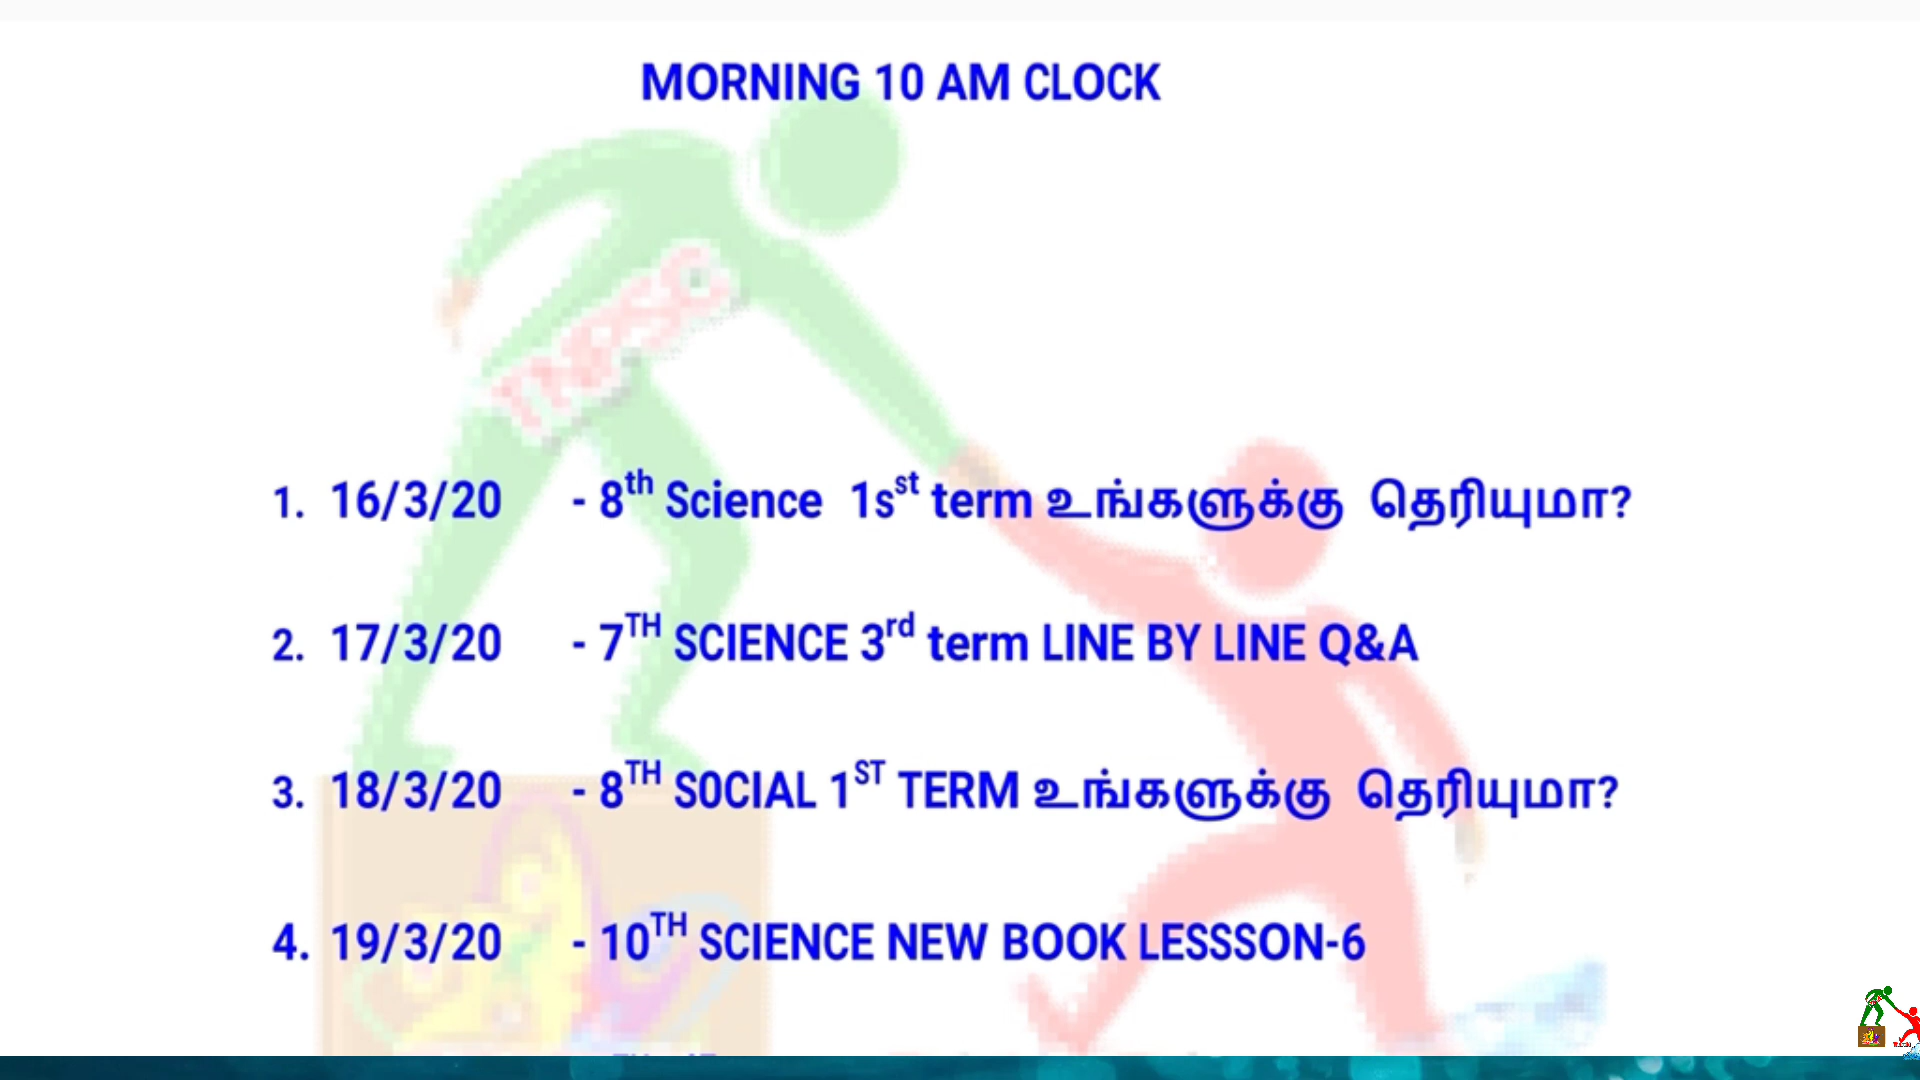 MORNING 10 AM CLOCK
TNPSC
1. 16/3/20 - 8th Science 1sst term உங்களுக்கு தெரியுமா?
2. 17/3/20 - 7TH SCIENCE 3rd term LINE BY LINE Q&A
3. 18/3/20 - 8TH S0CIAL 1ST TERM உங்களுக்கு தெரியுமா?
4. 19/3/20 - 10TH SCIENCE NEW BOOK LESSSON-6